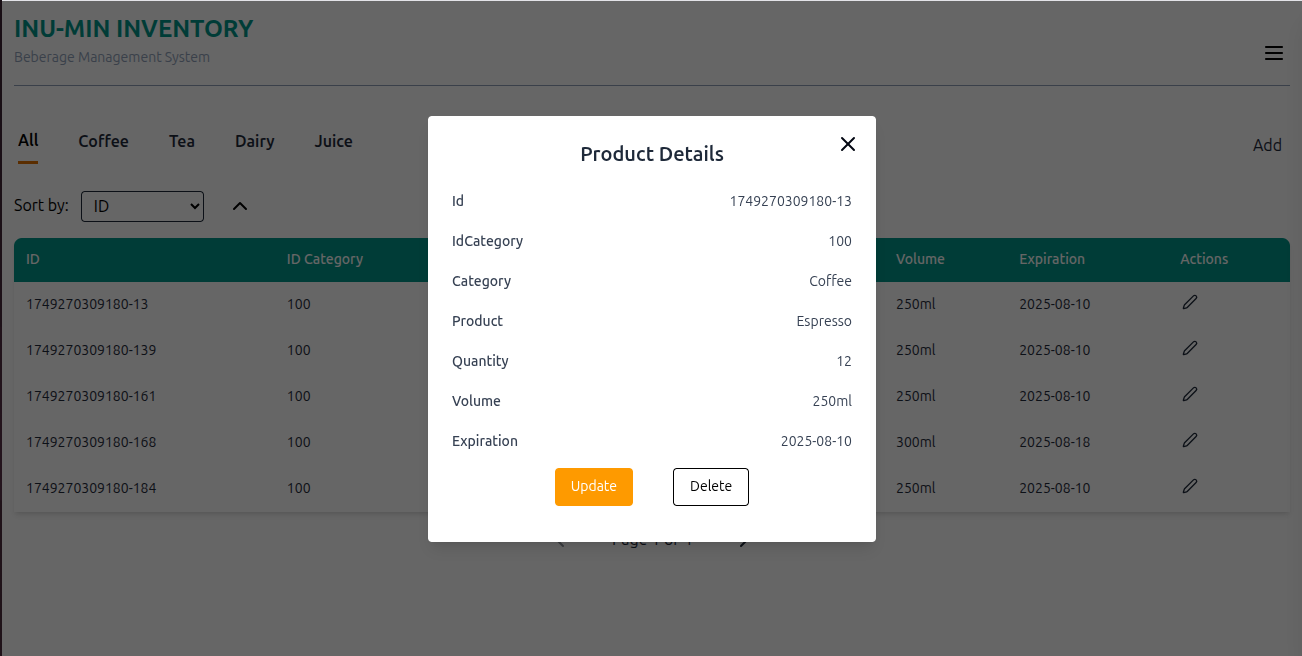 INU-MIN INVENTORY
Beberage Management System
All Coffee Tea Dairy Juice
Add
Sort by: ID
ID ID Category Volume Expiration Actions
1749270309180-13 100 250ml 2025-08-10
1749270309180-139 100 250ml 2025-08-10
1749270309180-161 100 250ml 2025-08-10
1749270309180-168 100 300ml 2025-08-18
1749270309180-184 100 250ml 2025-08-10
Product Details
Id 1749270309180-13
IdCategory 100
Category Coffee
Product Espresso
Quantity 12
Volume 250ml
Expiration 2025-08-10
Update Delete